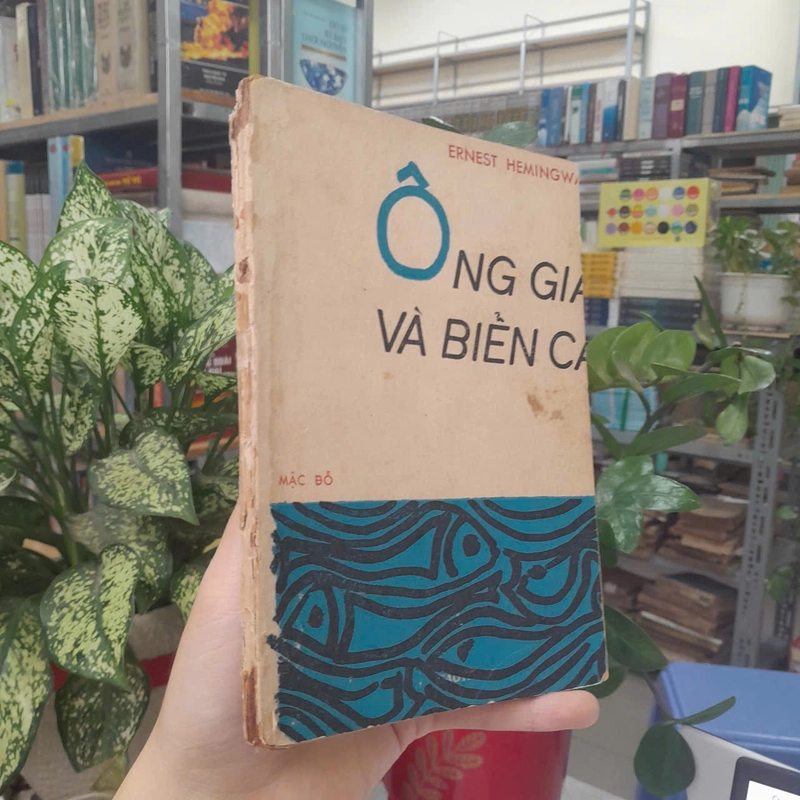 ERNEST HEMINGWA
ÔNG GIA
VÀ BIỂN CA
MẶC ĐỖ